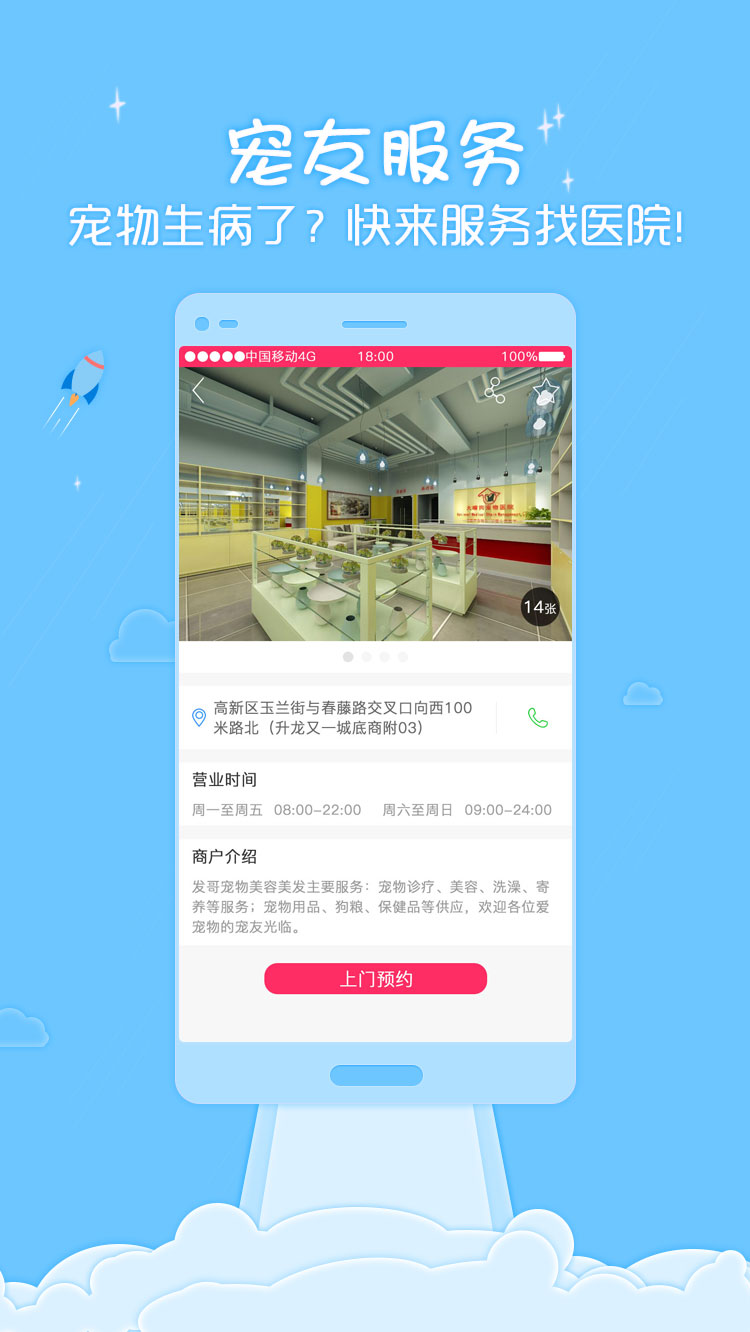 宠友服务
宠物生病了？快来服务找医院!
中国移动4G 18:00 100%
14张
高新区玉兰街与春藤路交叉口向西100
米路北（升龙又一城底商附03）
营业时间
周一至周五 08:00-22:00 周六至周日 09:00-24:00
商户介绍
发哥宠物美容美发主要服务：宠物诊疗、美容、洗澡、寄
养等服务；宠物用品、狗粮、保健品等供应，欢迎各位爱
宠物的宠友光临。
上门预约